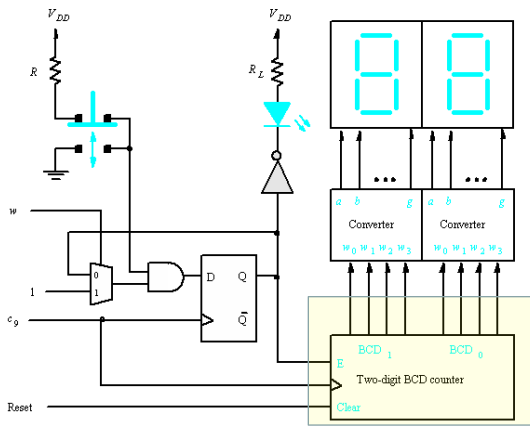 V_DD V_DD
R R_L
a b ... g a b ... g
Converter Converter
w_0 w_1 w_2 w_3 w_0 w_1 w_2 w_3
w
0
1 1
D Q
Q̅
c_9
BCD_1 BCD_0
E
Two-digit BCD counter
Reset Clear